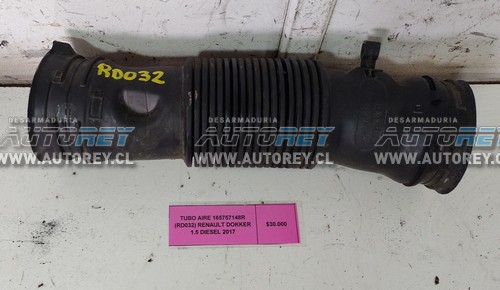 RD032
DESARMADURIA DESARMADURIA DESARMADURIA
AUTOREY AUTOREY AUTOREY
WWW.AUTOREY.CL WWW.AUTOREY.CL WWW.AUTOREY.CL
TUBO AIRE 165757148R
(RD032) RENAULT DOKKER
1.5 DIESEL 2017
$30.000